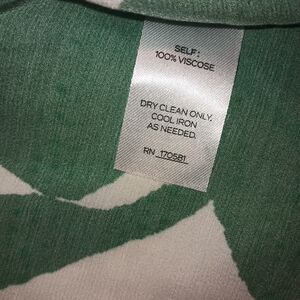 SELF:
100% VISCOSE
DRY CLEAN ONLY.
COOL IRON
AS NEEDED.
RN 170581